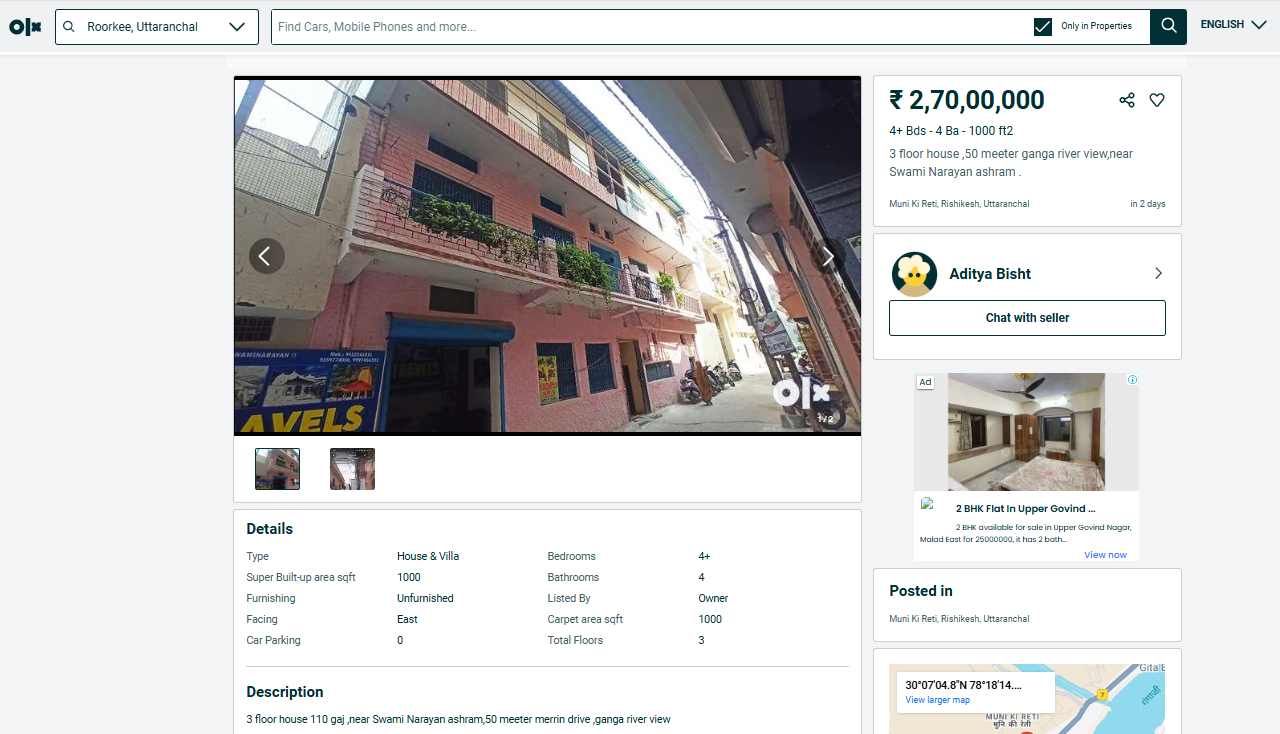 olx
Roorkee, Uttaranchal
Find Cars, Mobile Phones and more...
Only in Properties
ENGLISH
SWAMINARAYAN !!
TRAVELS
AVELS
olx
1/2
₹ 2,70,00,000
4+ Bds - 4 Ba - 1000 ft2
3 floor house ,50 meeter ganga river view,near
Swami Narayan ashram .
Muni Ki Reti, Rishikesh, Uttaranchal
in 2 days
Aditya Bisht
Chat with seller
Ad
2 BHK Flat In Upper Govind ...
2 BHK available for sale in Upper Govind Nagar,
Malad East for 25000000, it has 2 bath...
View now
Details
Type House & Villa Bedrooms 4+
Super Built-up area sqft 1000 Bathrooms 4
Furnishing Unfurnished Listed By Owner
Facing East Carpet area sqft 1000
Car Parking 0 Total Floors 3
Description
3 floor house 110 gaj ,near Swami Narayan ashram,50 meeter merrin drive ,ganga river view
Posted in
Muni Ki Reti, Rishikesh, Uttaranchal
30°07'04.8"N 78°18'14....
View larger map
7
Gita B
गंगाजी
MUNI KI RETI
मुनि की रेती